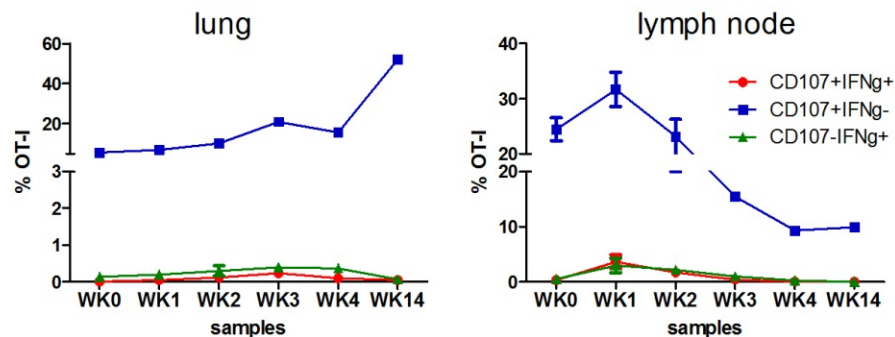 lung
60
40
20
3
2
1
0
% OT-I
WK0 WK1 WK2 WK3 WK4 WK14
samples
lymph node
40
30
20
20
10
0
% OT-I
WK0 WK1 WK2 WK3 WK4 WK14
samples
CD107+IFNg+
CD107+IFNg-
CD107-IFNg+